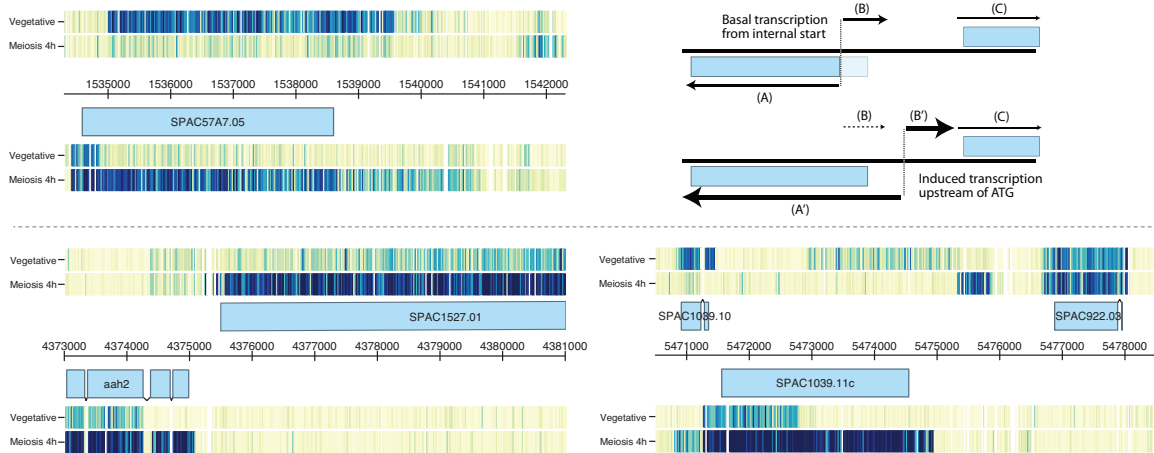 Vegetative
Meiosis 4h
1535000 1536000 1537000 1538000 1539000 1540000 1541000 1542000
SPAC57A7.05
Vegetative
Meiosis 4h
Basal transcription
from internal start
(B)
(C)
(A)
(B)
(B')
(C)
Induced transcription
upstream of ATG
(A')
Vegetative
Meiosis 4h
SPAC1527.01
4373000 4374000 4375000 4376000 4377000 4378000 4379000 4380000 4381000
aah2
Vegetative
Meiosis 4h
Vegetative
Meiosis 4h
SPAC1039.10
SPAC922.03
5471000 5472000 5473000 5474000 5475000 5476000 5477000 5478000
SPAC1039.11c
Vegetative
Meiosis 4h